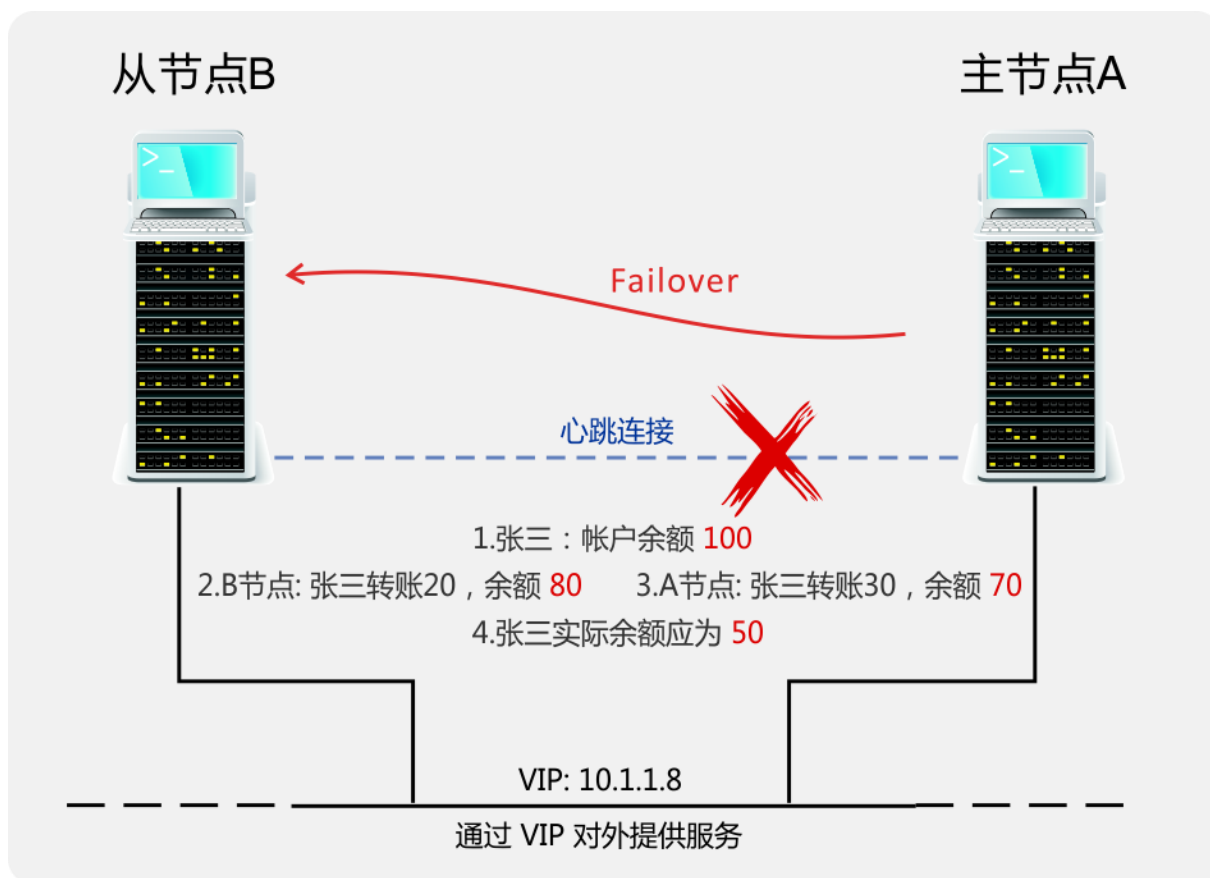 从节点B
主节点A
>_
>_
Failover
心跳连接
1.张三：帐户余额 100
2.B节点: 张三转账20，余额 80
3.A节点: 张三转账30，余额 70
4.张三实际余额应为 50
VIP: 10.1.1.8
通过 VIP 对外提供服务